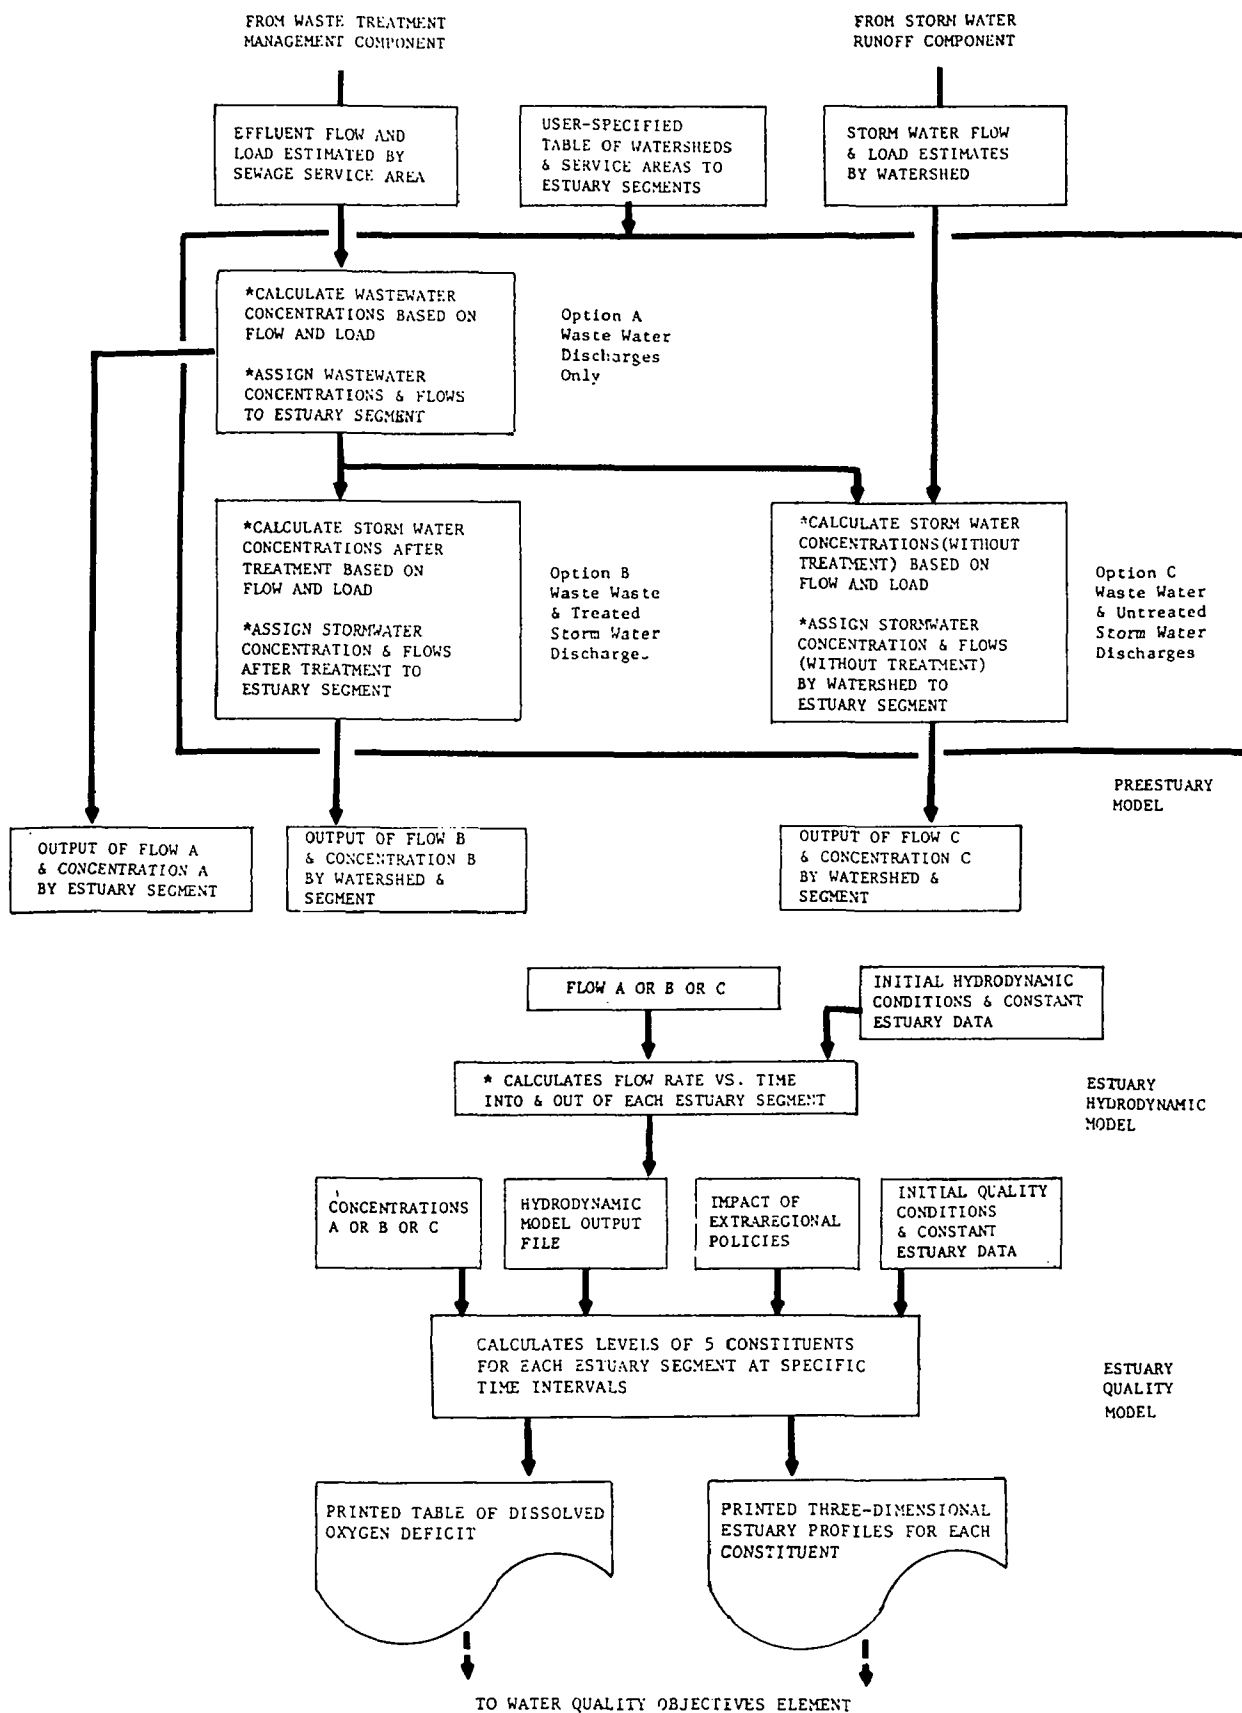 FROM WASTE TREATMENT
MANAGEMENT COMPONENT
FROM STORM WATER
RUNOFF COMPONENT
EFFLUENT FLOW AND
LOAD ESTIMATED BY
SEWAGE SERVICE AREA
USER-SPECIFIED
TABLE OF WATERSHEDS
& SERVICE AREAS TO
ESTUARY SEGMENTS
STORM WATER FLOW
& LOAD ESTIMATES
BY WATERSHED
*CALCULATE WASTEWATER
CONCENTRATIONS BASED ON
FLOW AND LOAD
*ASSIGN WASTEWATER
CONCENTRATIONS & FLOWS
TO ESTUARY SEGMENT
Option A
Waste Water
Discharges
Only
*CALCULATE STORM WATER
CONCENTRATIONS AFTER
TREATMENT BASED ON
FLOW AND LOAD
*ASSIGN STORMWATER
CONCENTRATION & FLOWS
AFTER TREATMENT TO
ESTUARY SEGMENT
Option B
Waste Waste
& Treated
Storm Water
Discharges
*CALCULATE STORM WATER
CONCENTRATIONS(WITHOUT
TREATMENT) BASED ON
FLOW AND LOAD
*ASSIGN STORMWATER
CONCENTRATION & FLOWS
(WITHOUT TREATMENT)
BY WATERSHED TO
ESTUARY SEGMENT
Option C
Waste Water
& Untreated
Storm Water
Discharges
PREESTUARY
MODEL
OUTPUT OF FLOW A
& CONCENTRATION A
BY ESTUARY SEGMENT
OUTPUT OF FLOW B
& CONCENTRATION B
BY WATERSHED &
SEGMENT
OUTPUT OF FLOW C
& CONCENTRATION C
BY WATERSHED &
SEGMENT
FLOW A OR B OR C
INITIAL HYDRODYNAMIC
CONDITIONS & CONSTANT
ESTUARY DATA
* CALCULATES FLOW RATE VS. TIME
INTO & OUT OF EACH ESTUARY SEGMENT
ESTUARY
HYDRODYNAMIC
MODEL
CONCENTRATIONS
A OR B OR C
HYDRODYNAMIC
MODEL OUTPUT
FILE
IMPACT OF
EXTRAREGIONAL
POLICIES
INITIAL QUALITY
CONDITIONS
& CONSTANT
ESTUARY DATA
CALCULATES LEVELS OF 5 CONSTITUENTS
FOR EACH ESTUARY SEGMENT AT SPECIFIC
TIME INTERVALS
ESTUARY
QUALITY
MODEL
PRINTED TABLE OF DISSOLVED
OXYGEN DEFICIT
PRINTED THREE-DIMENSIONAL
ESTUARY PROFILES FOR EACH
CONSTITUENT
TO WATER QUALITY OBJECTIVES ELEMENT